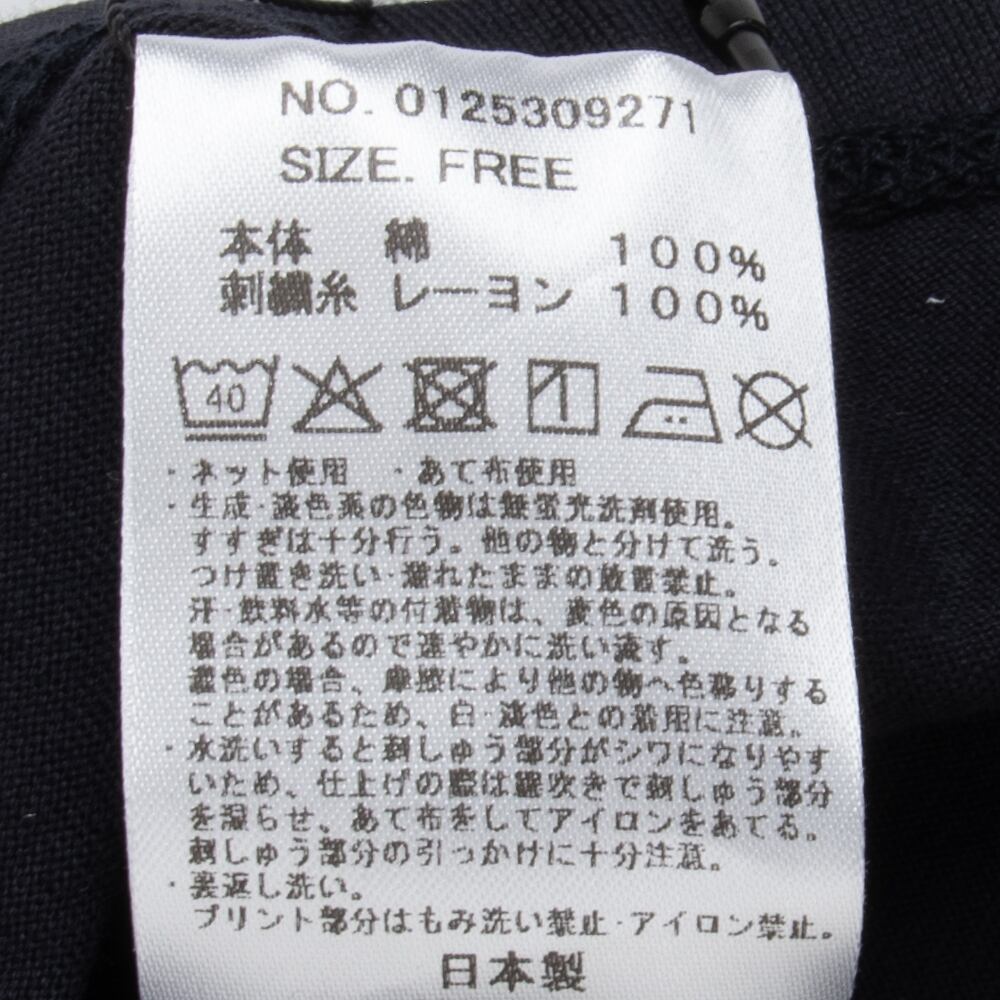 NO. 0125309271
SIZE. FREE
本体 綿 100%
刺繍糸 レーヨン 100%
40
・ネット使用 ・あて布使用
・生成・淡色系の色物は無蛍光洗剤使用。
すすぎは十分行う。他の物と分けて洗う。
つけ置き洗い・濡れたままの放置禁止。
汗・飲料水等の付着物は、変色の原因となる
場合があるので速やかに洗い流す。
濃色の場合、摩擦により他の物へ色移りする
ことがあるため、白・淡色との着用に注意。
・水洗いすると刺しゅう部分がシワになりやす
いため、仕上げの際は霧吹きで刺しゅう部分
を湿らせ、あて布をしてアイロンをあてる。
刺しゅう部分の引っかけに十分注意。
・裏返し洗い。
プリント部分はもみ洗い禁止・アイロン禁止。
日本製